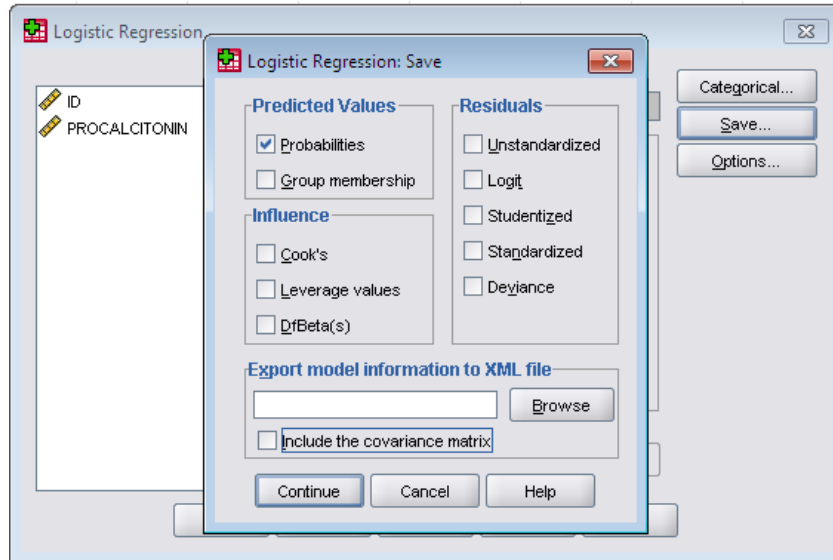 Logistic Regression
Logistic Regression: Save
ID
PROCALCITONIN
Predicted Values
Probabilities
Group membership
Influence
Cook's
Leverage values
DfBeta(s)
Residuals
Unstandardized
Logit
Studentized
Standardized
Deviance
Export model information to XML file
Browse
Include the covariance matrix
Continue
Cancel
Help
Categorical...
Save...
Options...